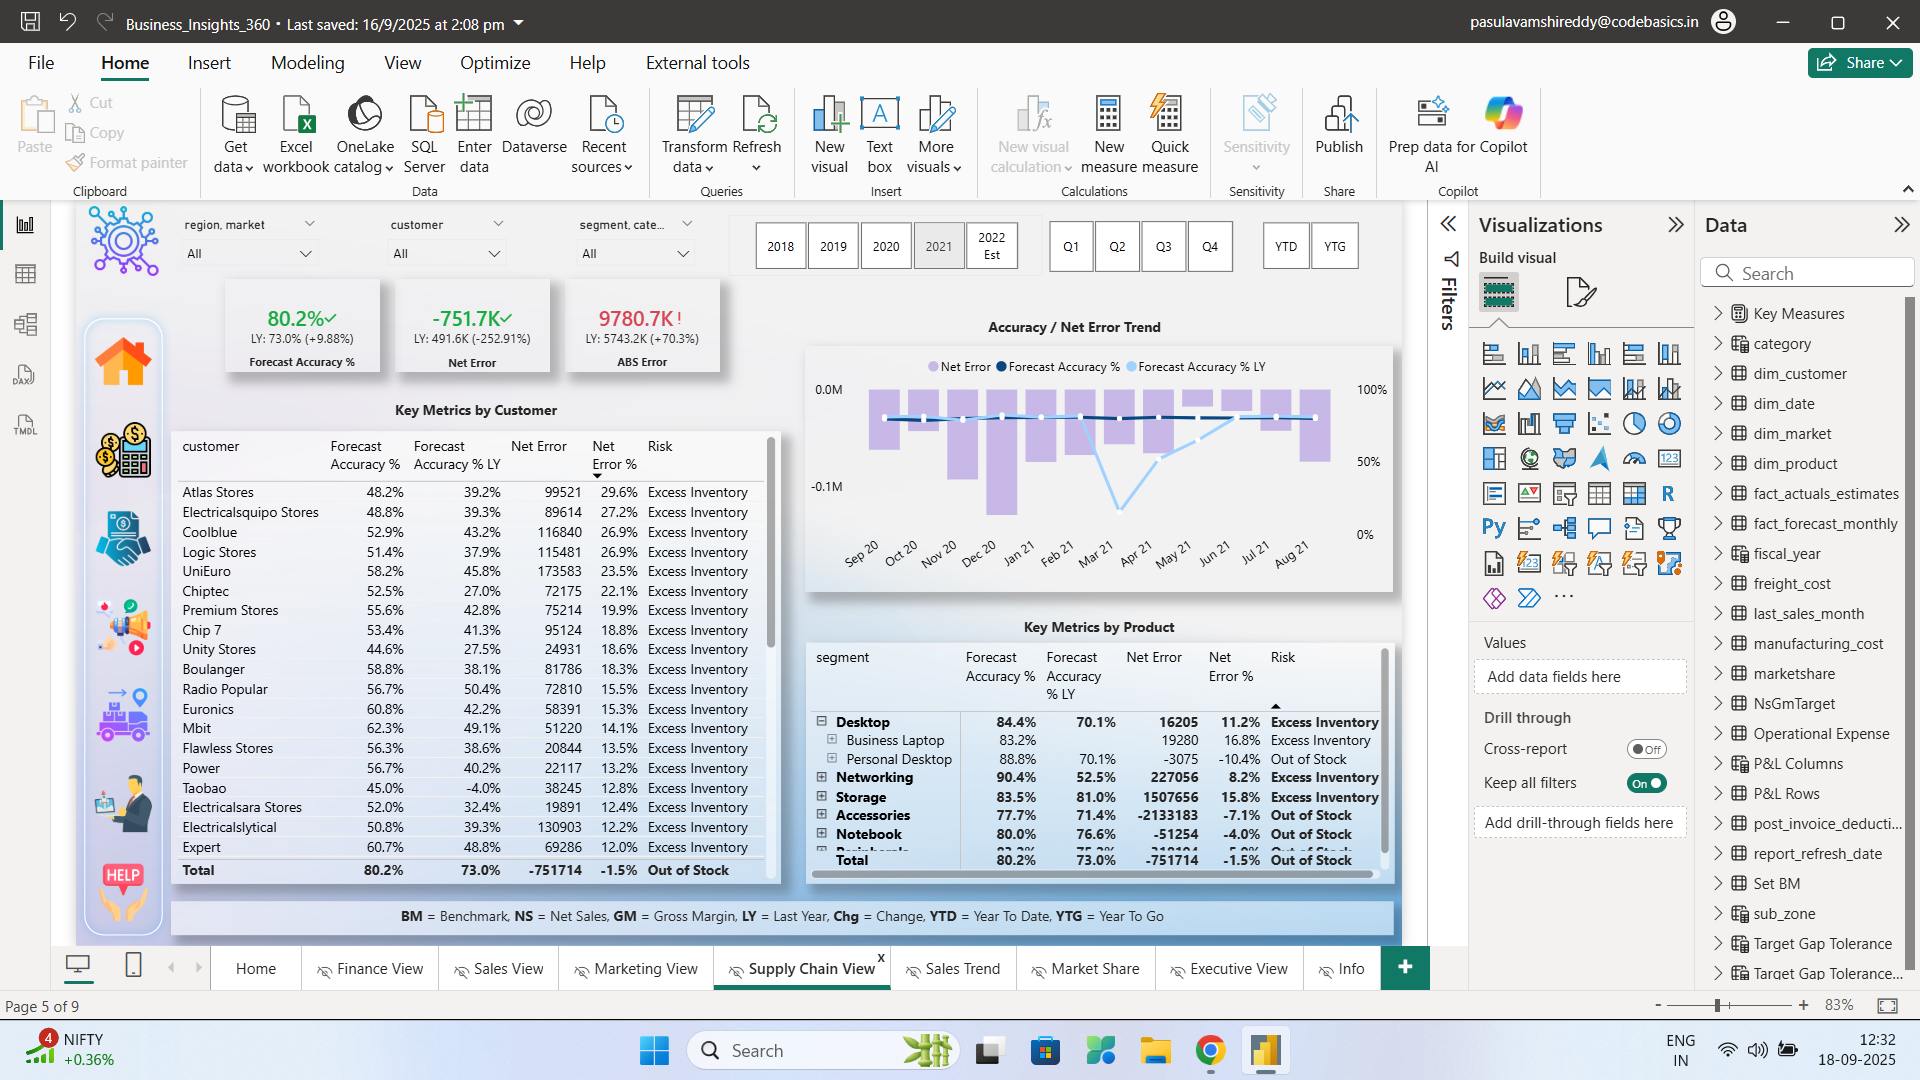 Business_Insights_360 • Last saved: 16/9/2025 at 2:08 pm
pasulavamshireddy@codebasics.in
File Home Insert Modeling View Optimize Help External tools
Share
Paste
Cut
Copy
Format painter
Clipboard
Get data
Excel workbook
OneLake catalog
SQL Server
Enter data
Dataverse
Recent sources
Data
Transform data
Refresh
Queries
New visual
Text box
More visuals
Insert
New visual calculation
New measure
Quick measure
Calculations
Sensitivity
Sensitivity
Publish
Share
Prep data for AI
Copilot
Copilot
DAX
TMDL
region, market
All
customer
All
segment, cate...
All
2018 2019 2020 2021 2022 Est
Q1 Q2 Q3 Q4
YTD YTG
80.2%
LY: 73.0% (+9.88%)
Forecast Accuracy %
-751.7K
LY: 491.6K (-252.91%)
Net Error
9780.7K !
LY: 5743.2K (+70.3%)
ABS Error
HELP
Key Metrics by Customer
customer Forecast Accuracy % Forecast Accuracy % LY Net Error Net Error % Risk
Atlas Stores 48.2% 39.2% 99521 29.6% Excess Inventory
Electricalsquipo Stores 48.8% 39.3% 89614 27.2% Excess Inventory
Coolblue 52.9% 43.2% 116840 26.9% Excess Inventory
Logic Stores 51.4% 37.9% 115481 26.9% Excess Inventory
UniEuro 58.2% 45.8% 173583 23.5% Excess Inventory
Chiptec 52.5% 27.0% 72175 22.1% Excess Inventory
Premium Stores 55.6% 42.8% 75214 19.9% Excess Inventory
Chip 7 53.4% 41.3% 95124 18.8% Excess Inventory
Unity Stores 44.6% 27.5% 24931 18.6% Excess Inventory
Boulanger 58.8% 38.1% 81786 18.3% Excess Inventory
Radio Popular 56.7% 50.4% 72810 15.5% Excess Inventory
Euronics 60.8% 42.2% 58391 15.3% Excess Inventory
Mbit 62.3% 49.1% 51220 14.1% Excess Inventory
Flawless Stores 56.3% 38.6% 20844 13.5% Excess Inventory
Power 56.7% 40.2% 22117 13.2% Excess Inventory
Taobao 45.0% -4.0% 38245 12.8% Excess Inventory
Electricalsara Stores 52.0% 32.4% 19891 12.4% Excess Inventory
Electricalslytical 50.8% 39.3% 130903 12.2% Excess Inventory
Expert 60.7% 48.8% 69286 12.0% Excess Inventory
Total 80.2% 73.0% -751714 -1.5% Out of Stock
Accuracy / Net Error Trend
Net Error Forecast Accuracy % Forecast Accuracy % LY
0.0M
-0.1M
100%
50%
0%
Sep 20 Oct 20 Nov 20 Dec 20 Jan 21 Feb 21 Mar 21 Apr 21 May 21 Jun 21 Jul 21 Aug 21
Key Metrics by Product
segment Forecast Accuracy % Forecast Accuracy % LY Net Error Net Error % Risk
Desktop 84.4% 70.1% 16205 11.2% Excess Inventory
Business Laptop 83.2% 19280 16.8% Excess Inventory
Personal Desktop 88.8% 70.1% -3075 -10.4% Out of Stock
Networking 90.4% 52.5% 227056 8.2% Excess Inventory
Storage 83.5% 81.0% 1507656 15.8% Excess Inventory
Accessories 77.7% 71.4% -2133183 -7.1% Out of Stock
Notebook 80.0% 76.6% -51254 -4.0% Out of Stock
Total 80.2% 73.0% -751714 -1.5% Out of Stock
BM = Benchmark, NS = Net Sales, GM = Gross Margin, LY = Last Year, Chg = Change, YTD = Year To Date, YTG = Year To Go
Filters
Visualizations
Build visual
123
R
Py
123
Values
Add data fields here
Drill through
Cross-report
Off
Keep all filters
On
Add drill-through fields here
Data
Search
Key Measures
category
dim_customer
dim_date
dim_market
dim_product
fact_actuals_estimates
fact_forecast_monthly
fiscal_year
freight_cost
last_sales_month
manufacturing_cost
marketshare
NsGmTarget
Operational Expense
P&L Columns
P&L Rows
post_invoice_deducti...
report_refresh_date
Set BM
sub_zone
Target Gap Tolerance
Target Gap Tolerance...
Home Finance View Sales View Marketing View Supply Chain View x Sales Trend Market Share Executive View Info +
Page 5 of 9
- + 83%
4
NIFTY
+0.36%
Search
ENG
IN
12:32
18-09-2025